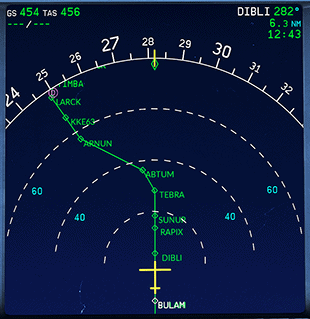 GS 454 TAS 456
---/---
DIBLI 282°
6.3 NM
12:43
24
25
26
27
28
29
30
31
32
IMBA
LARCK
KKE63
ARNUN
60
60
ABTUM
TEBRA
40
40
SUNUR
RAPIX
DIBLI
BULAM